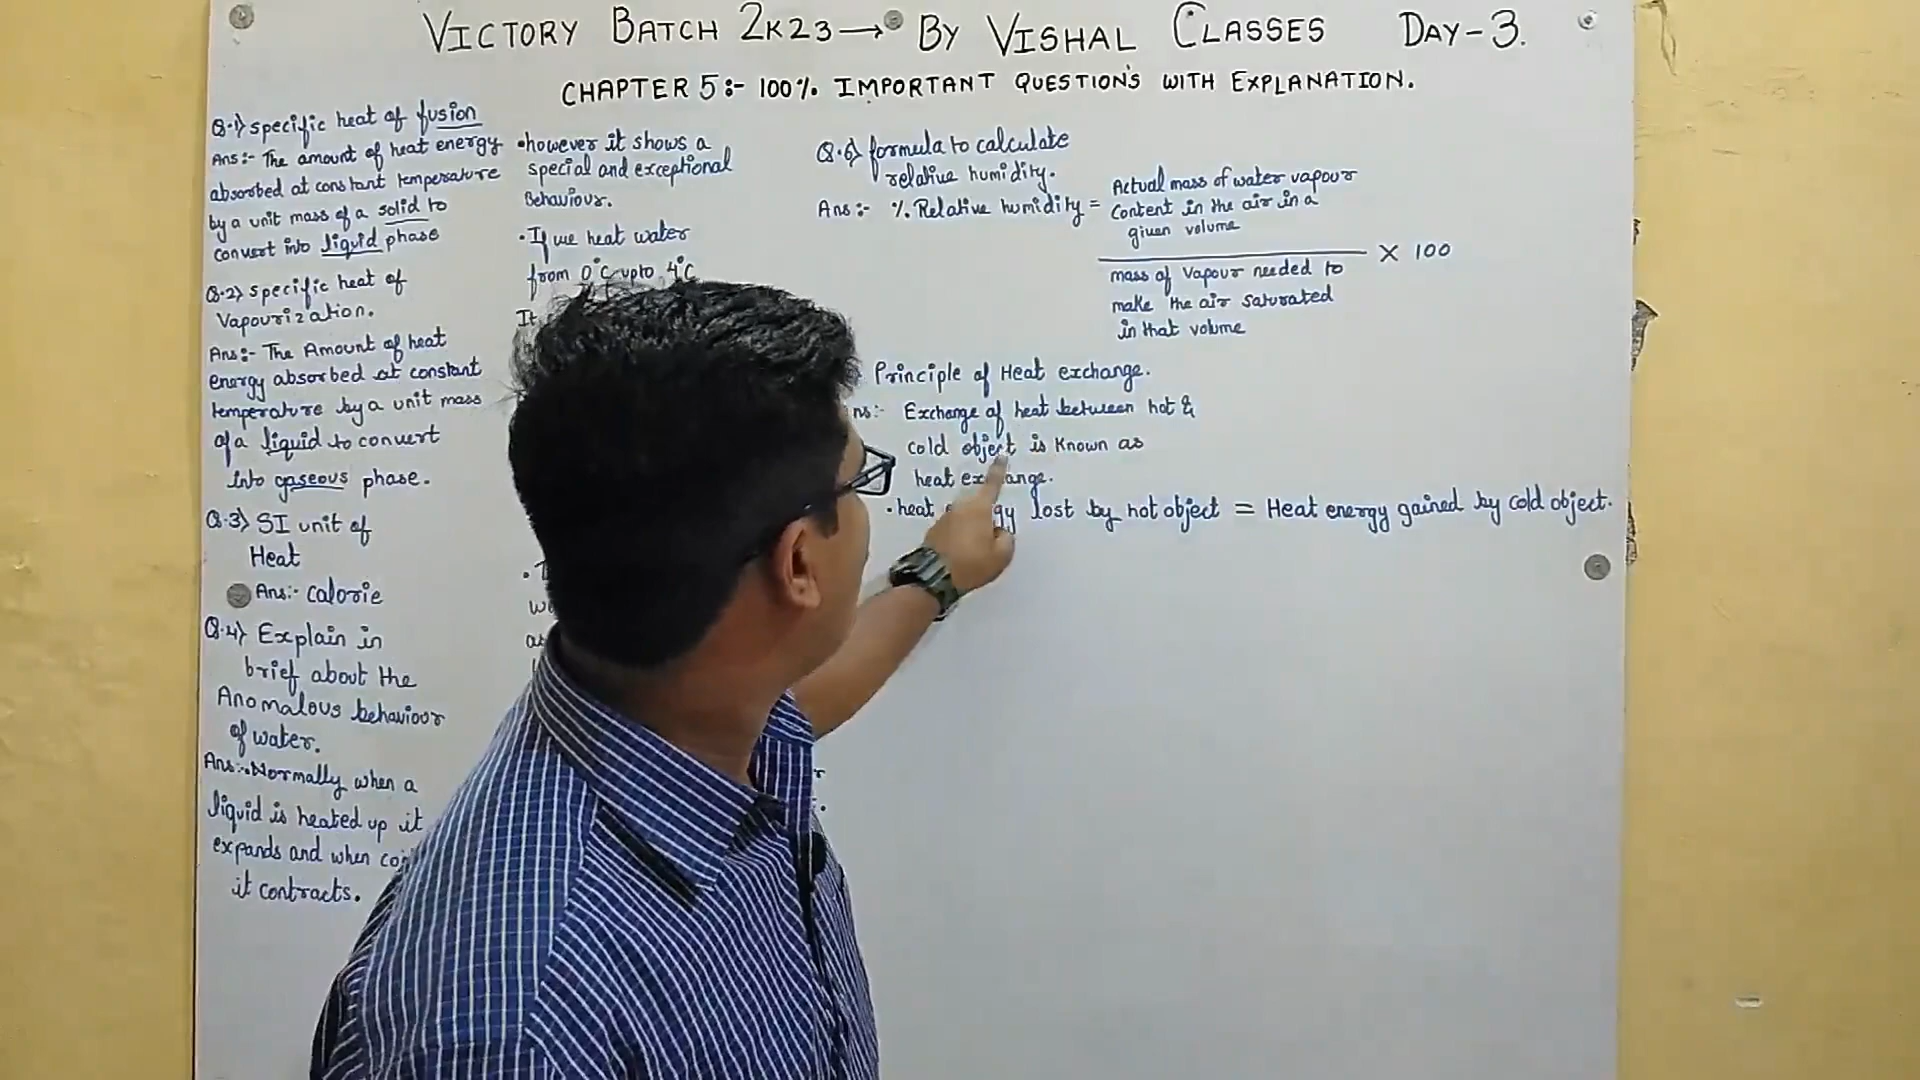 VICTORY BATCH 2K23 → BY VISHAL CLASSES DAY-3.
CHAPTER 5:- 100% IMPORTANT QUESTION'S WITH EXPLANATION.
Q.1) specific heat of fusion
Ans:- The amount of heat energy
absorbed at constant temperature
by a unit mass of a solid to
convert into liquid phase
Q.2) specific heat of
Vapourization.
Ans:- The Amount of heat
energy absorbed at constant
temperature by a unit mass
of a liquid to convert
into gaseous phase.
Q.3) SI unit of
Heat
Ans:- calorie
Q.4) Explain in
brief about the
Anomalous behaviour
of water.
Ans:- Normally when a
liquid is heated up it
expands and when
it contracts.
• however it shows a
special and exceptional
Behaviour.
• If we heat water
from 0°C upto 4°C
It
Q.6) formula to calculate
relative humidity.
Ans:- % Relative humidity =
Actual mass of water vapour
content in the air in a
given volume
× 100
mass of vapour needed to
make the air saturated
in that volume
Principle of Heat exchange.
ns:- Exchange of heat between hot &
cold object is known as
heat exchange.
• heat lost by hot object = Heat energy gained by cold object.